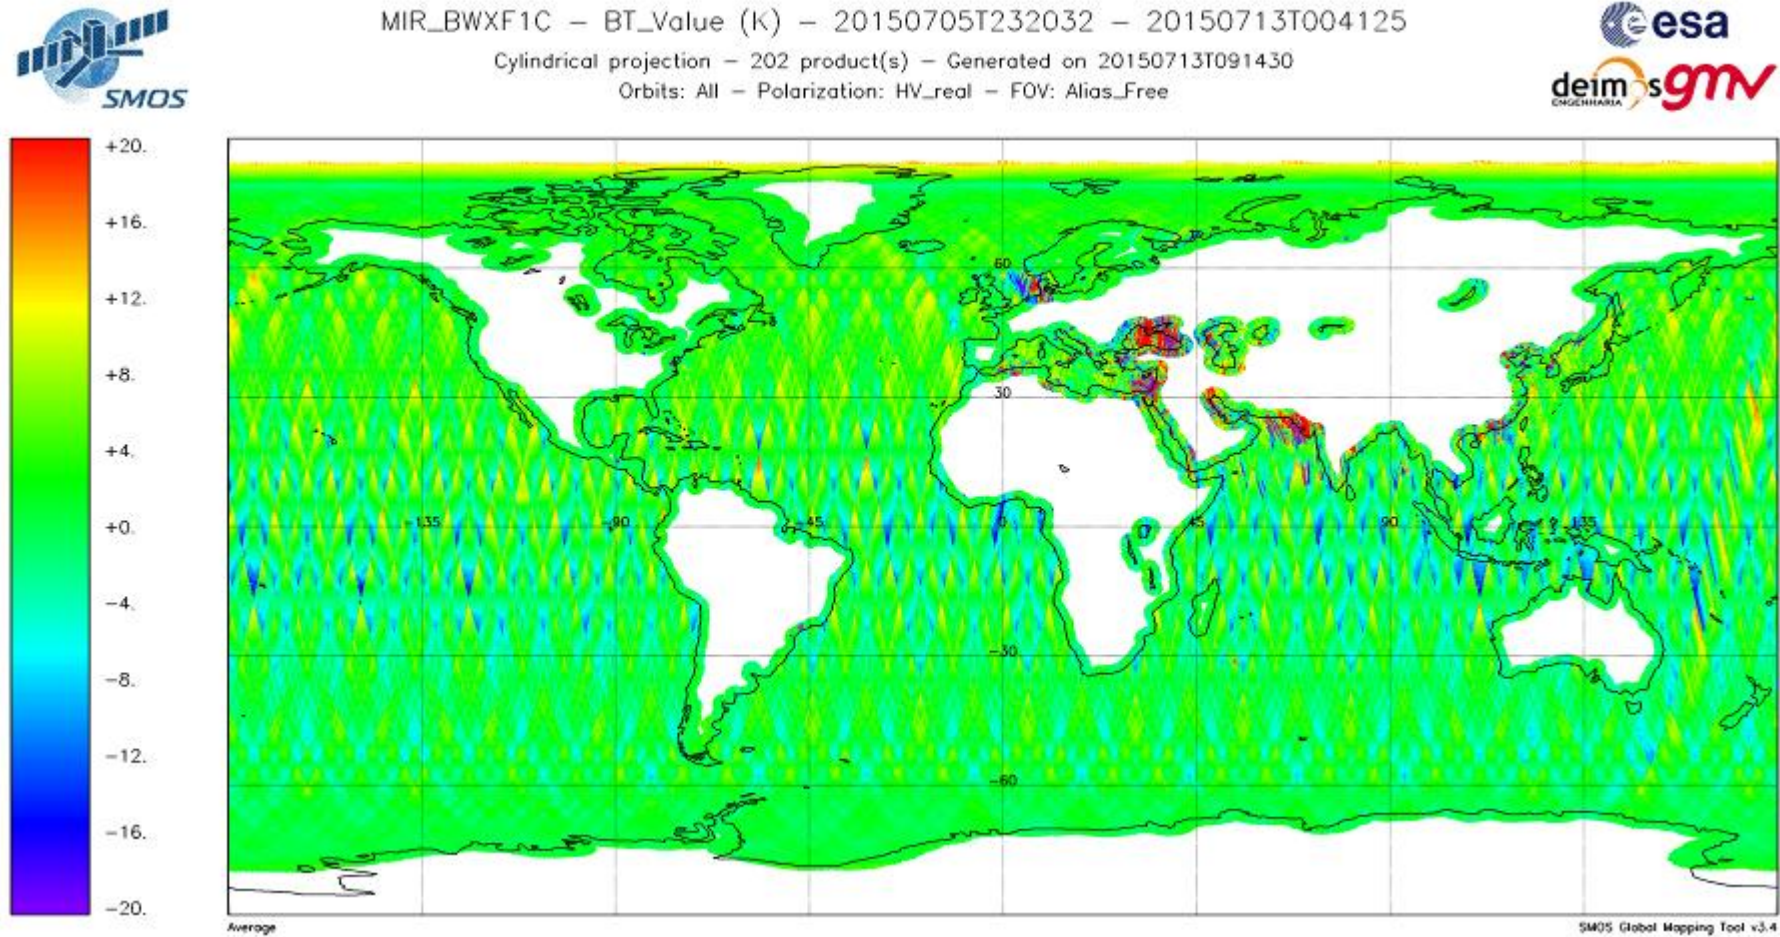 MIR_BWXF1C – BT_Value (K) – 20150705T232032 – 20150713T004125
Cylindrical projection – 202 product(s) – Generated on 20150713T091430
Orbits: All – Polarization: HV_real – FOV: Alias_Free
SMOS
esa
deimos
ENGENHARIA
gmv
+20.
+16.
+12.
+8.
+4.
+0.
−4.
−8.
−12.
−16.
−20.
60
30
−135
−90
−45
0
45
90
135
−30
−60
Average
SMOS Global Mapping Tool v3.4